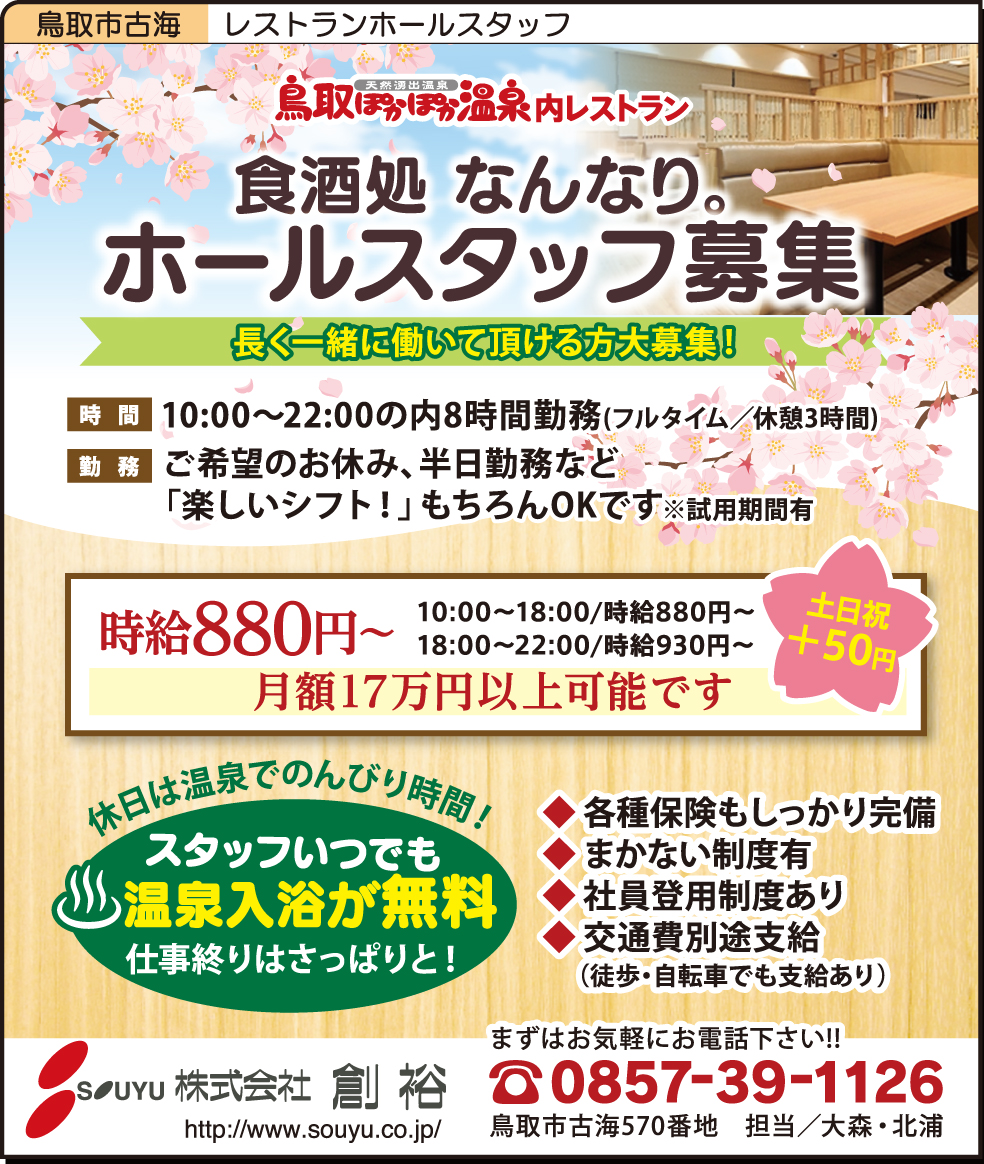 鳥取市古海 レストランホールスタッフ
天然湧出温泉
鳥取ぽかぽか温泉内レストラン
食酒処 なんなり。
ホールスタッフ募集
長く一緒に働いて頂ける方大募集！
時間 10:00〜22:00の内8時間勤務(フルタイム／休憩3時間)
勤務 ご希望のお休み、半日勤務など
「楽しいシフト！」もちろんOKです※試用期間有
時給880円〜
10:00〜18:00/時給880円〜
18:00〜22:00/時給930円〜
土日祝
＋50円
月額17万円以上可能です
休日は温泉でのんびり時間！
スタッフいつでも
温泉入浴が無料
仕事終りはさっぱりと！
◆各種保険もしっかり完備
◆まかない制度有
◆社員登用制度あり
◆交通費別途支給
（徒歩・自転車でも支給あり）
SOUYU 株式会社 創裕
http://www.souyu.co.jp/
まずはお気軽にお電話下さい!!
☎0857-39-1126
鳥取市古海570番地 担当／大森・北浦